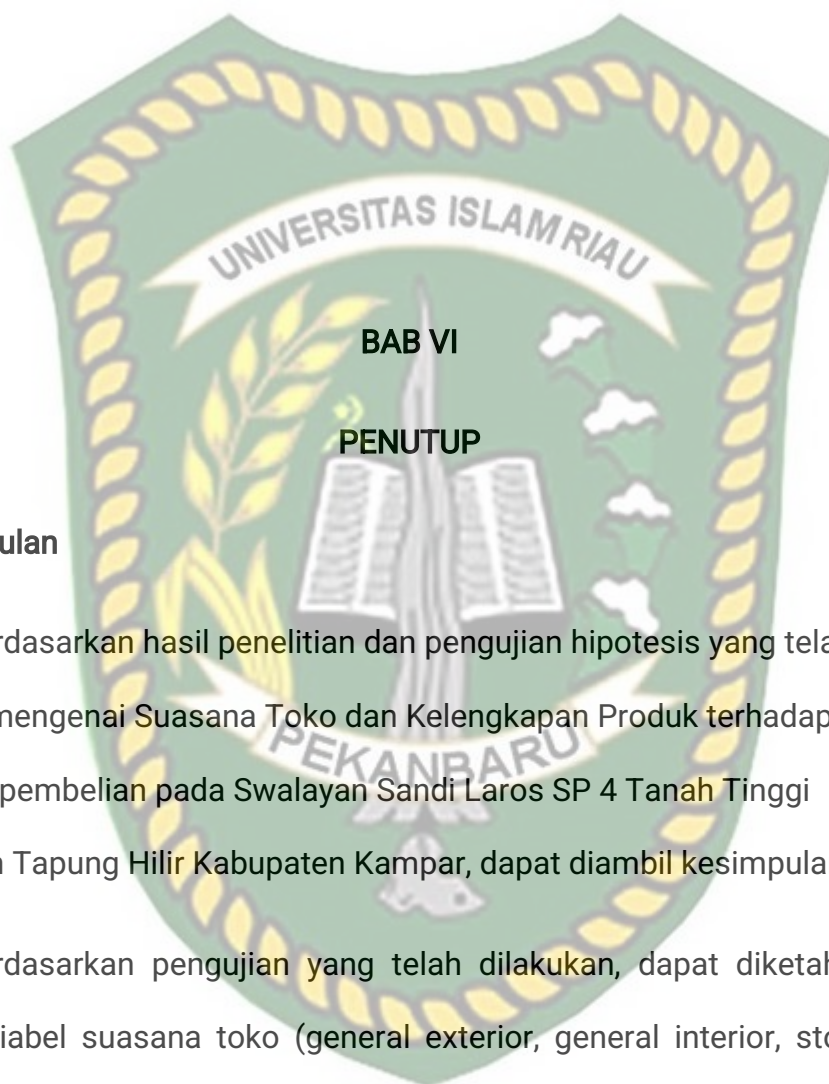 UNIVERSITAS ISLAM RIAU
BAB VI
PENUTUP
ulan
rdasarkan hasil penelitian dan pengujian hipotesis yang tela
mengenai Suasana Toko dan Kelengkapan Produk terhadap
PEKANBARU
pembelian pada Swalayan Sandi Laros SP 4 Tanah Tinggi
n Tapung Hilir Kabupaten Kampar, dapat diambil kesimpula
rdasarkan pengujian yang telah dilakukan, dapat diketah
iabel suasana toko (general exterior, general interior, sto